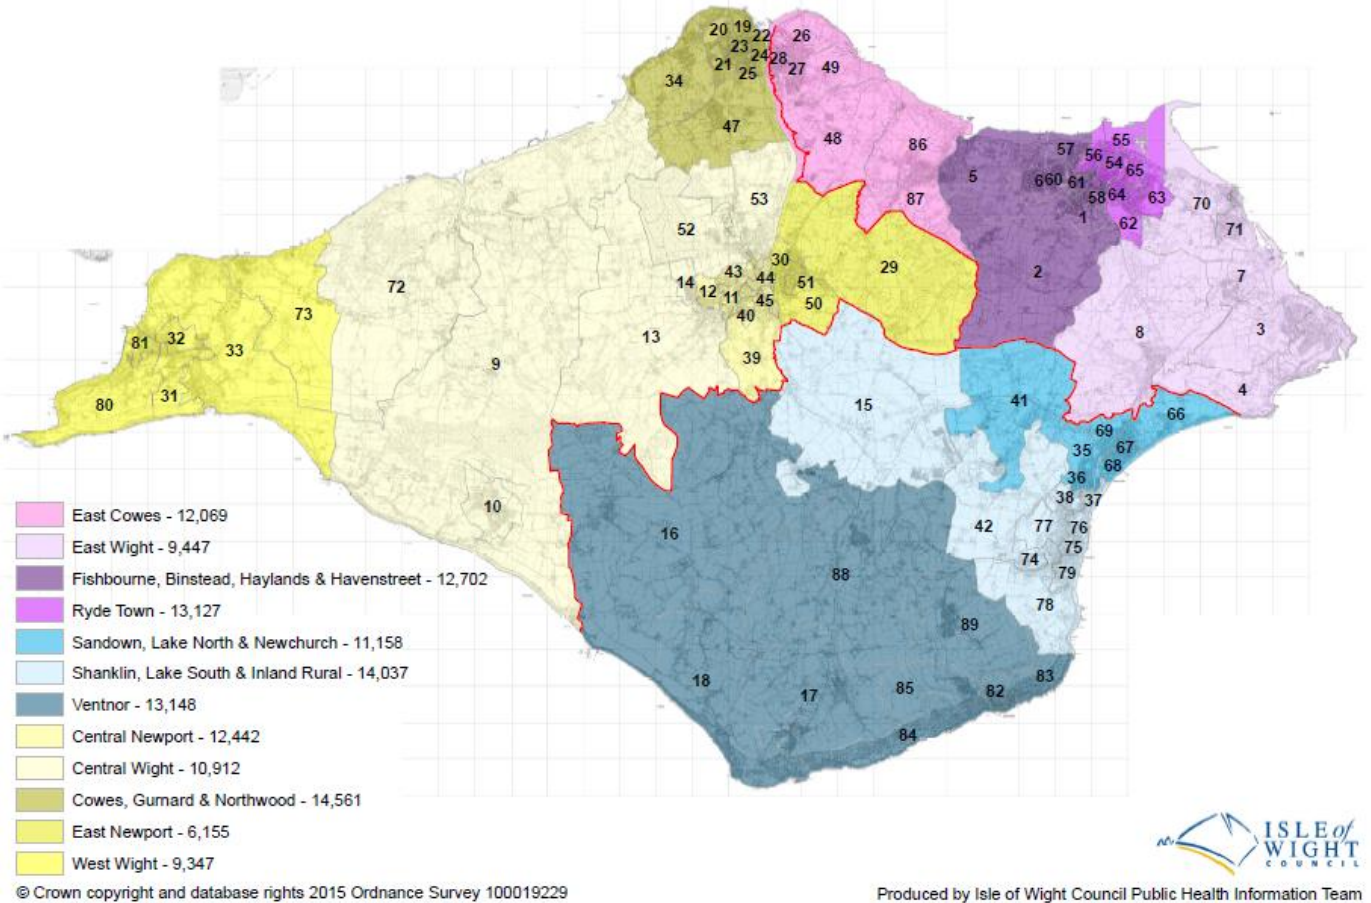 20 19 22 26
23 24 28
21 25 27 49
34
47 48 86
57 56 55
54 65
5 6 60 61
58 64 63
1 62
53 87 70
52 71
72 43 30 29 2 7
14 12 11 44 51
45 50
40
73 13 8 3
81 32 33 39
9
80 31 15 41 4
66
69
35 67
36 68
38 37
10 16 42 77 76
75
74
88 79
78
89
18 17 85 82 83
84
East Cowes - 12,069
East Wight - 9,447
Fishbourne, Binstead, Haylands & Havenstreet - 12,702
Ryde Town - 13,127
Sandown, Lake North & Newchurch - 11,158
Shanklin, Lake South & Inland Rural - 14,037
Ventnor - 13,148
Central Newport - 12,442
Central Wight - 10,912
Cowes, Gurnard & Northwood - 14,561
East Newport - 6,155
West Wight - 9,347
ISLE of
WIGHT
COUNCIL
© Crown copyright and database rights 2015 Ordnance Survey 100019229
Produced by Isle of Wight Council Public Health Information Team